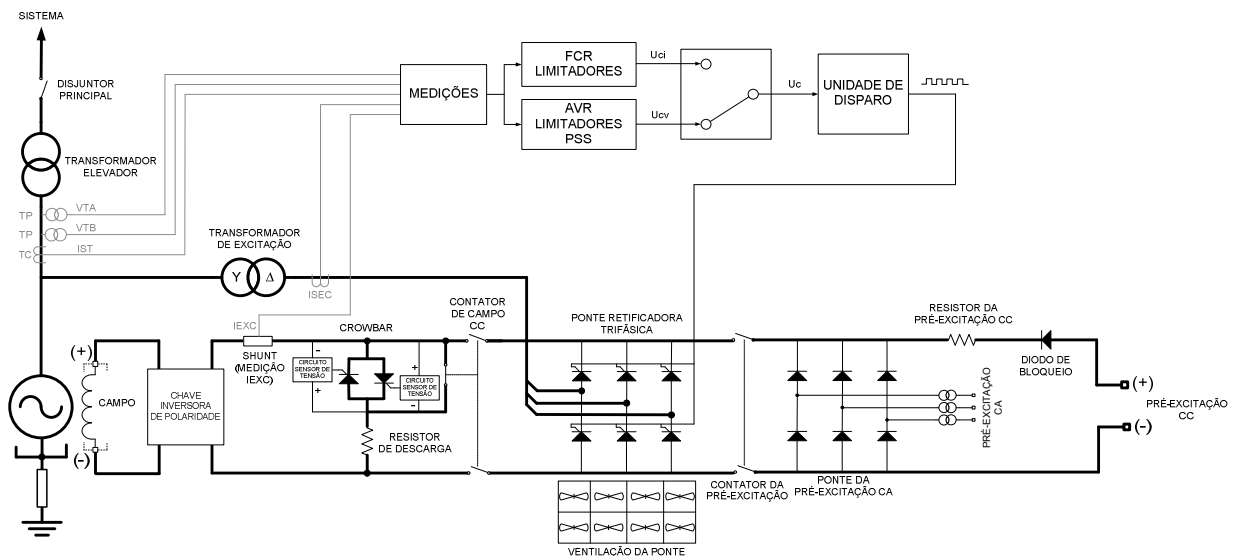 SISTEMA
DISJUNTOR
PRINCIPAL
TRANSFORMADOR
ELEVADOR
TP
VTA
TP
VTB
TC
IST
MEDIÇÕES
FCR
LIMITADORES
AVR
LIMITADORES
PSS
Uci
Ucv
Uc
UNIDADE DE
DISPARO
TRANSFORMADOR
DE EXCITAÇÃO
Y
Δ
ISEC
IEXC
SHUNT
(MEDIÇÃO
IEXC)
CROWBAR
-
CIRCUITO
SENSOR DE
TENSÃO
+
+
CIRCUITO
SENSOR DE
TENSÃO
-
CONTATOR
DE CAMPO
CC
PONTE RETIFICADORA
TRIFÁSICA
RESISTOR DA
PRÉ-EXCITAÇÃO CC
DIODO DE
BLOQUEIO
(+)
CAMPO
(-)
CHAVE
INVERSORA
DE POLARIDADE
RESISTOR
DE DESCARGA
PRÉ-EXCITAÇÃO
CA
(+)
PRÉ-EXCITAÇÃO
CC
(-)
CONTATOR DA
PRÉ-EXCITAÇÃO
PONTE DA
PRÉ-EXCITAÇÃO CA
VENTILAÇÃO DA PONTE